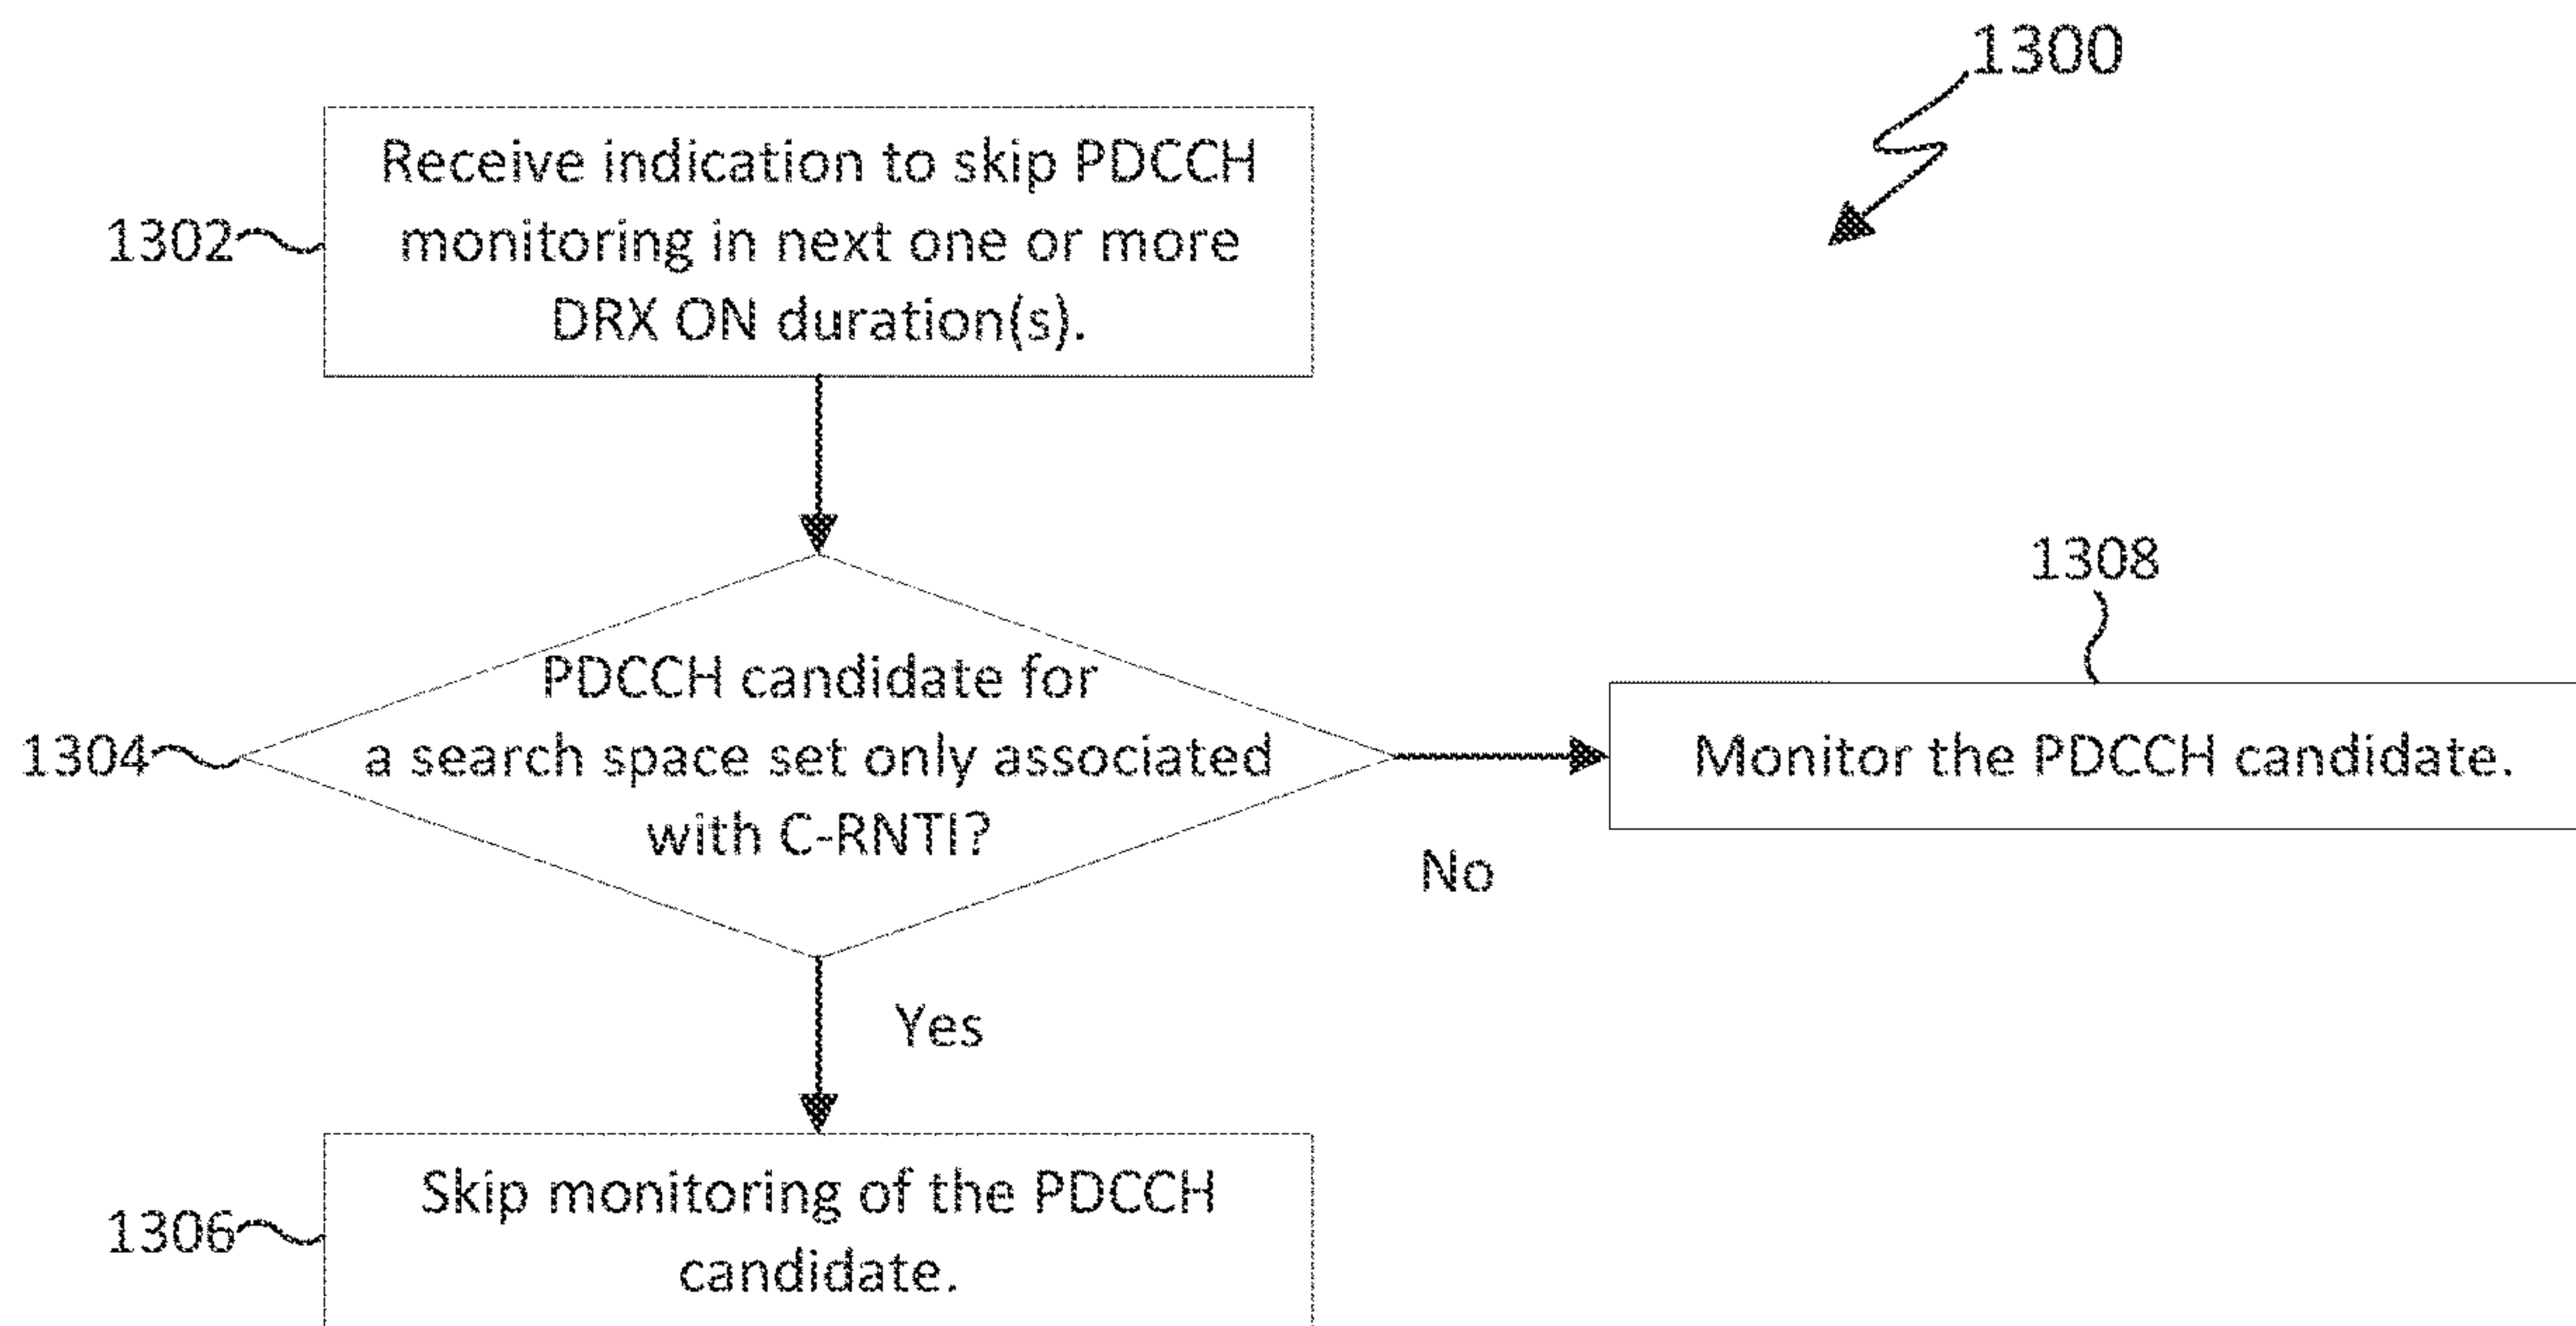 1300
Receive indication to skip PDCCH
1302
monitoring in next one or more
DRX ON duration(s).
1308
PDCCH candidate for
1304
a search space set only associated
with C-RNTI?
Monitor the PDCCH candidate.
No
Yes
Skip monitoring of the PDCCH
1306
candidate.